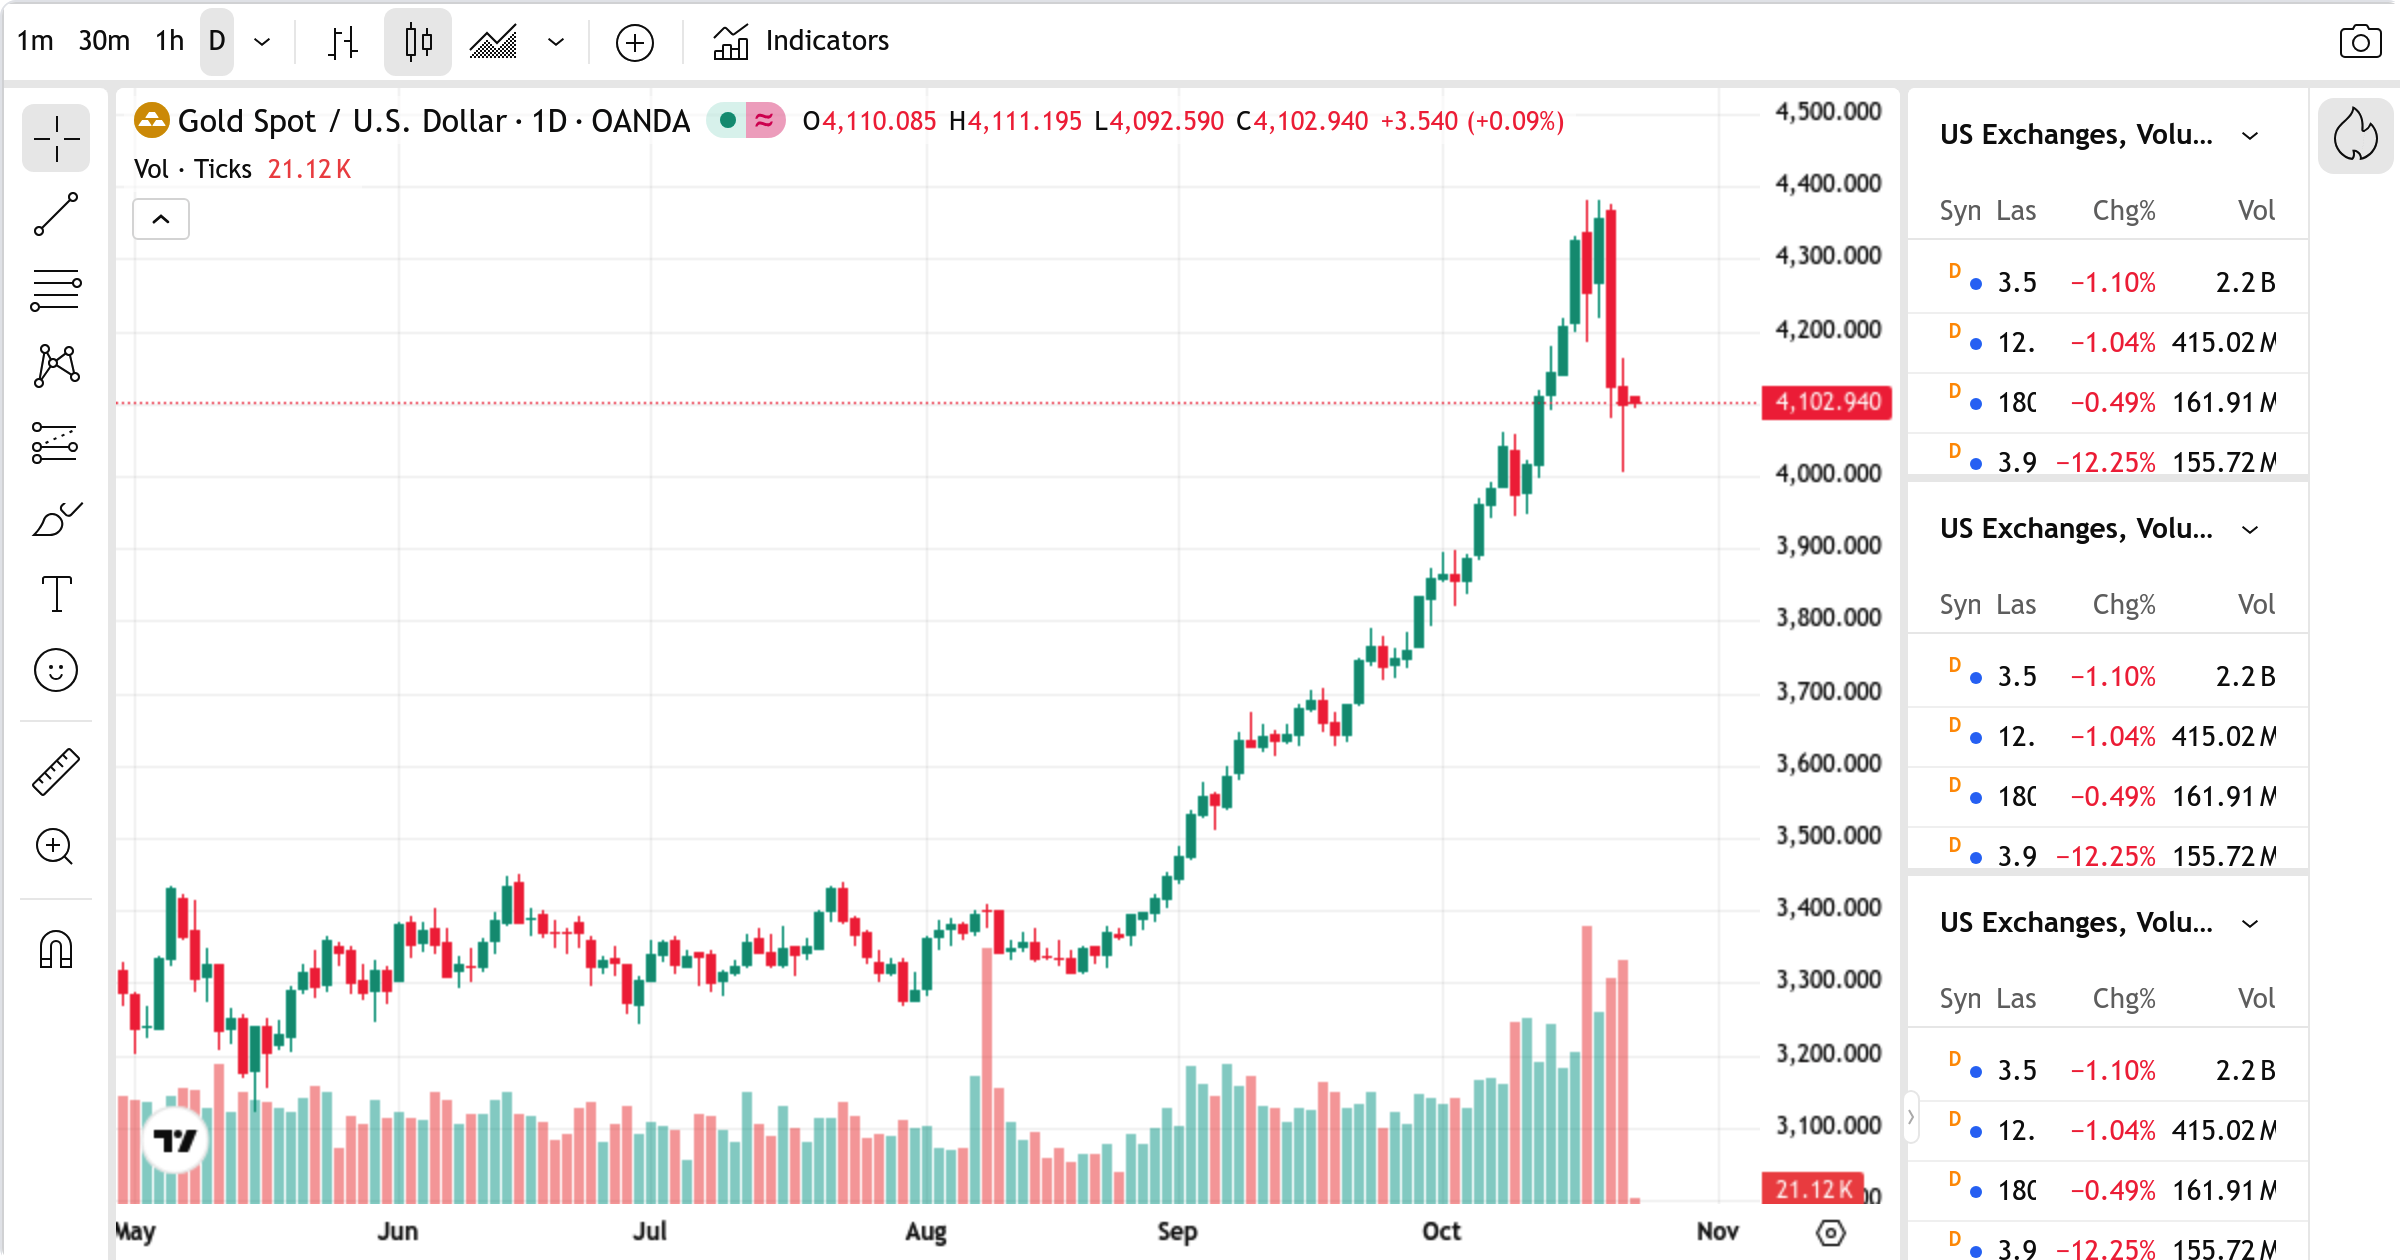 1m 30m 1h D Indicators
Gold Spot / U.S. Dollar · 1D · OANDA O4,110.085 H4,111.195 L4,092.590 C4,102.940 +3.540 (+0.09%)
Vol · Ticks 21.12 K
4,500.000
4,400.000
4,300.000
4,200.000
4,102.940
4,000.000
3,900.000
3,800.000
3,700.000
3,600.000
3,500.000
3,400.000
3,300.000
3,200.000
3,100.000
21.12 K
May Jun Jul Aug Sep Oct Nov
US Exchanges, Volu...
Syn Las Chg% Vol
D 3.5 −1.10% 2.2 B
D 12. −1.04% 415.02 M
D 180 −0.49% 161.91 M
D 3.9 −12.25% 155.72 M
US Exchanges, Volu...
Syn Las Chg% Vol
D 3.5 −1.10% 2.2 B
D 12. −1.04% 415.02 M
D 180 −0.49% 161.91 M
D 3.9 −12.25% 155.72 M
US Exchanges, Volu...
Syn Las Chg% Vol
D 3.5 −1.10% 2.2 B
D 12. −1.04% 415.02 M
D 180 −0.49% 161.91 M
D 3.9 −12.25% 155.72 M